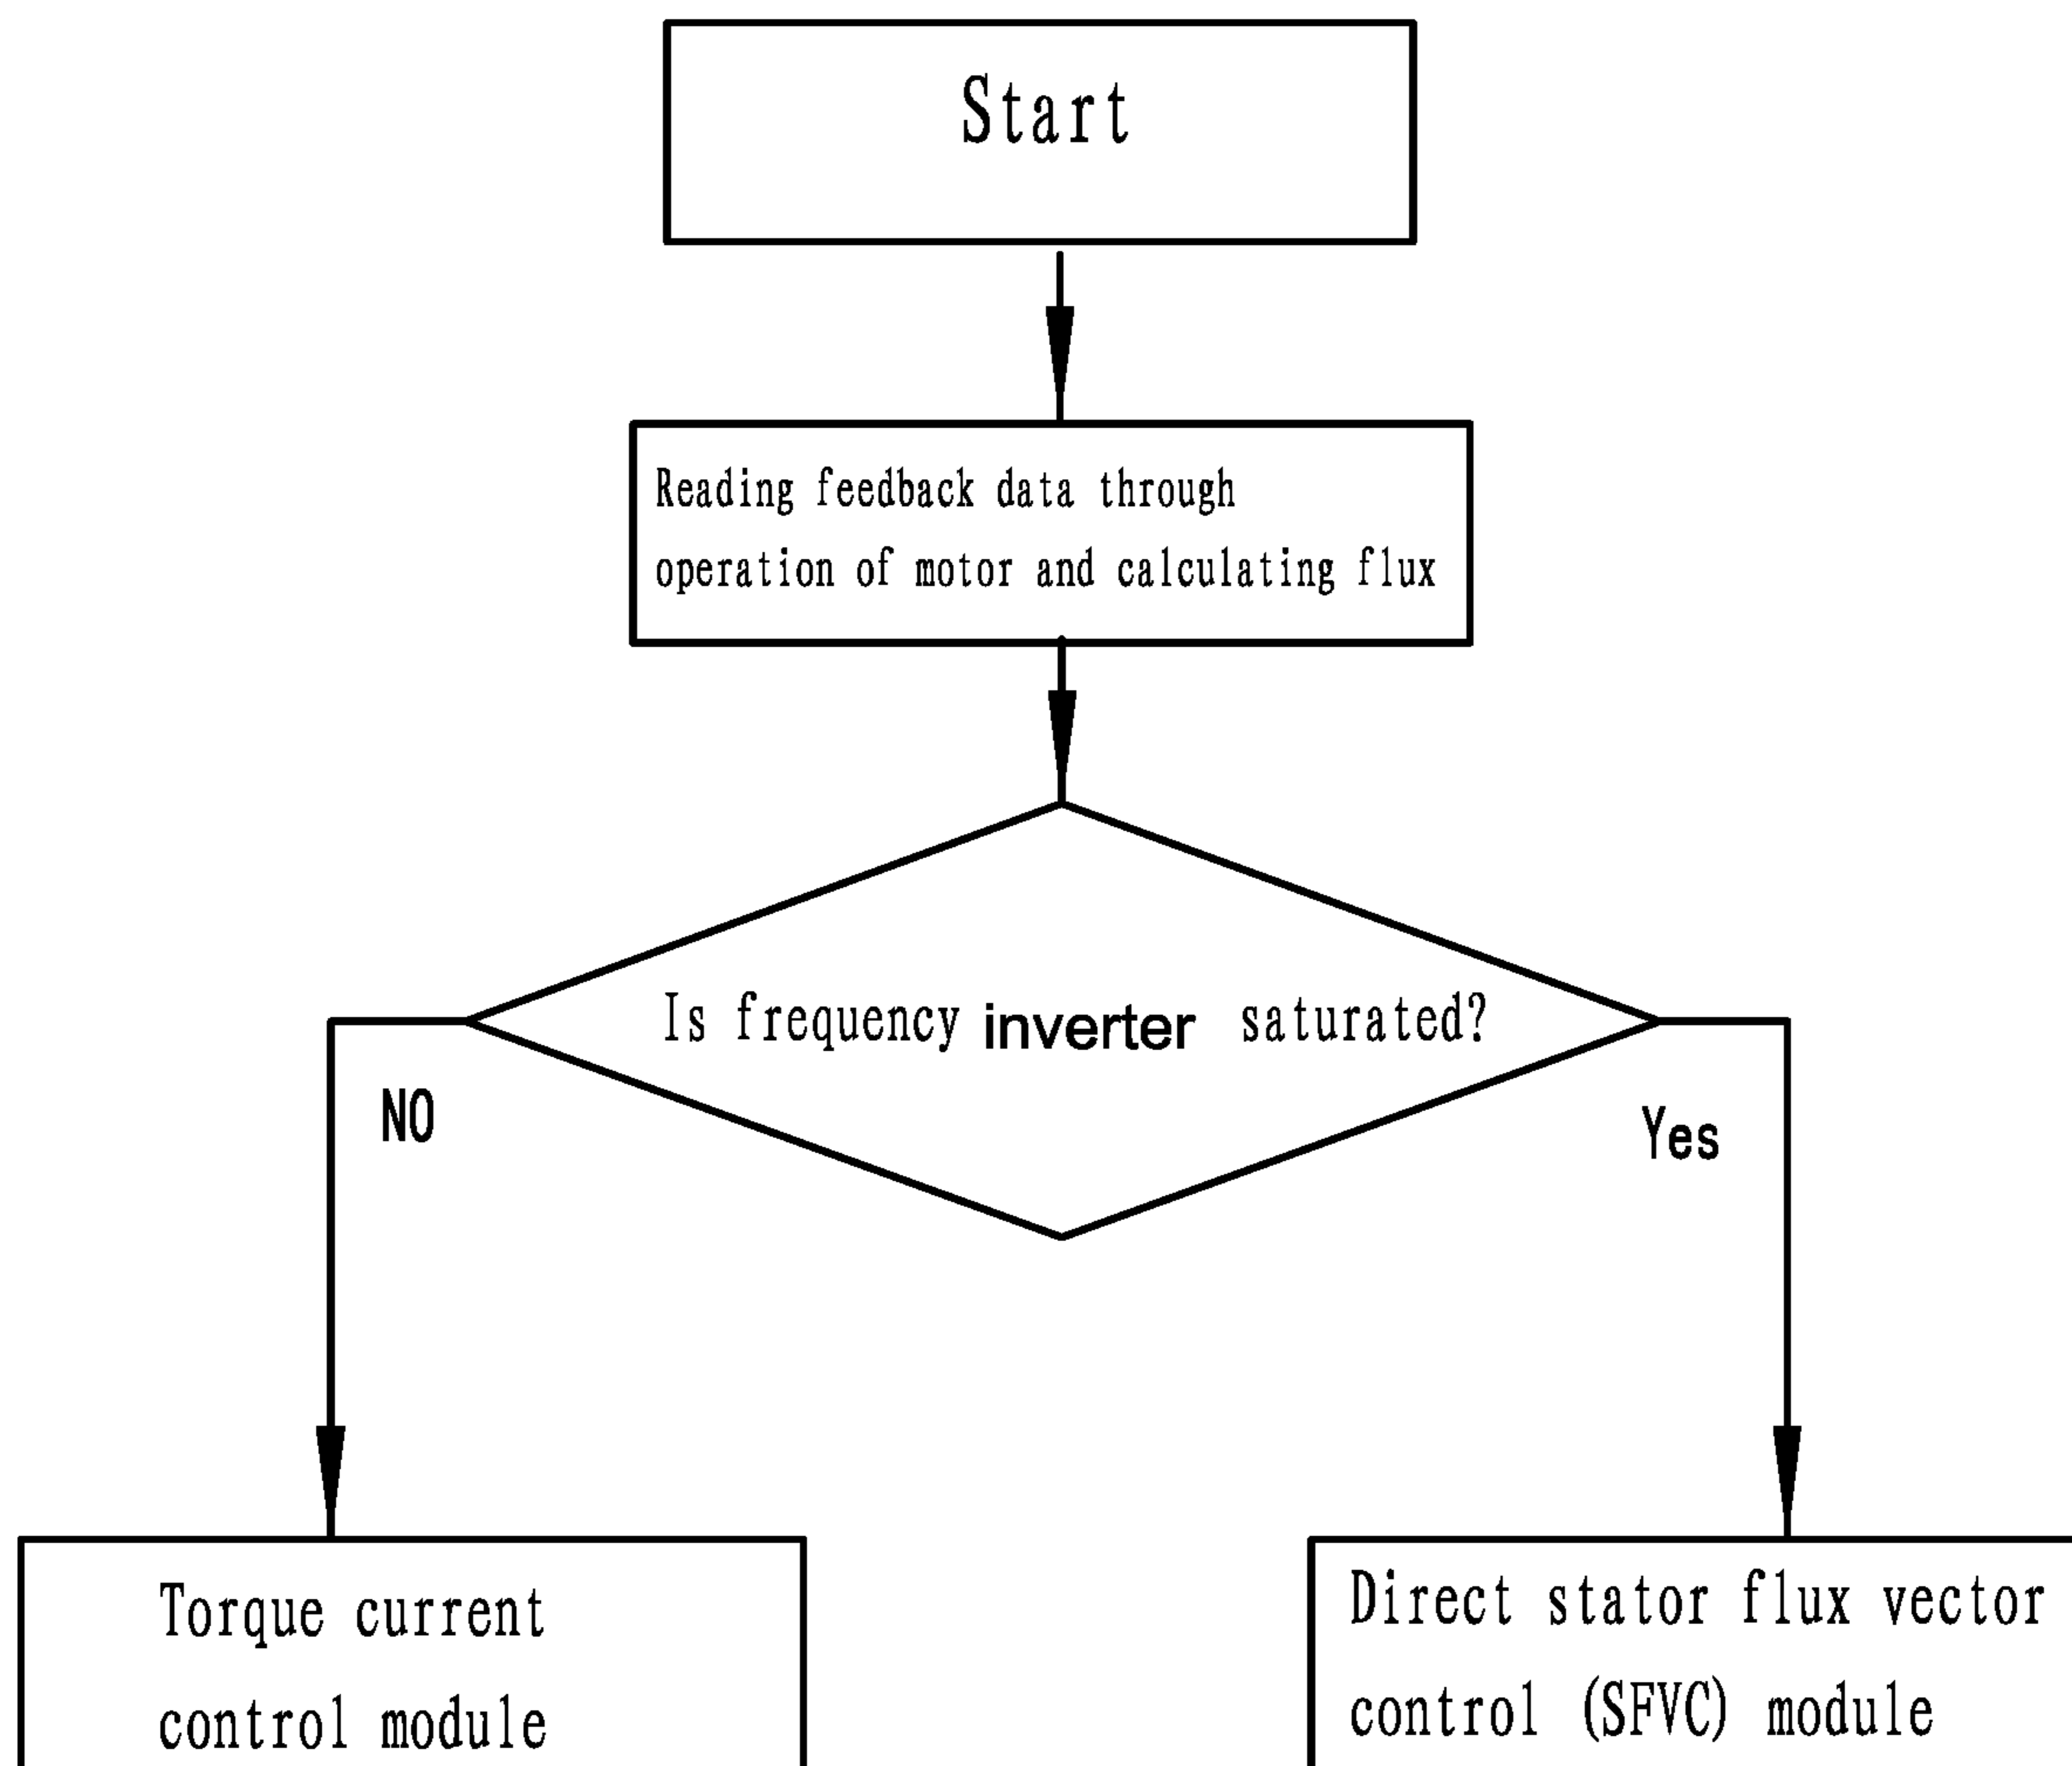 Start
Reading feedback data through
operation of motor and calculating flux
Is frequency inverter saturated?
NO
Yes
Torque current
control module
Direct stator flux vector
control (SFVC) module